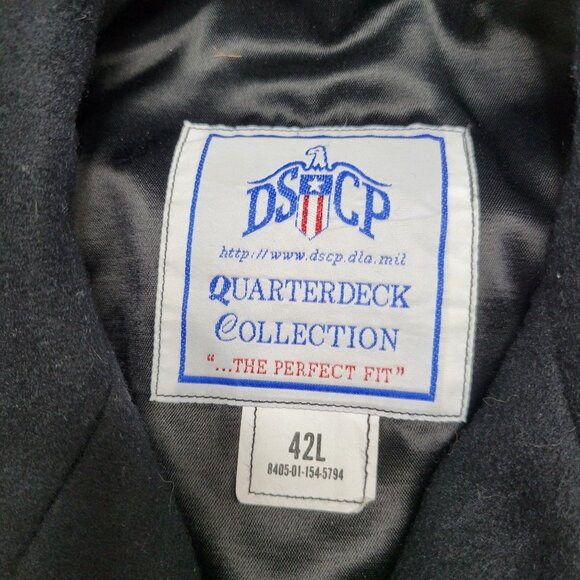 DSCP
http://www.dscp.dla.mil
QUARTERDECK
COLLECTION
"...THE PERFECT FIT"
42L
8405-01-154-5794